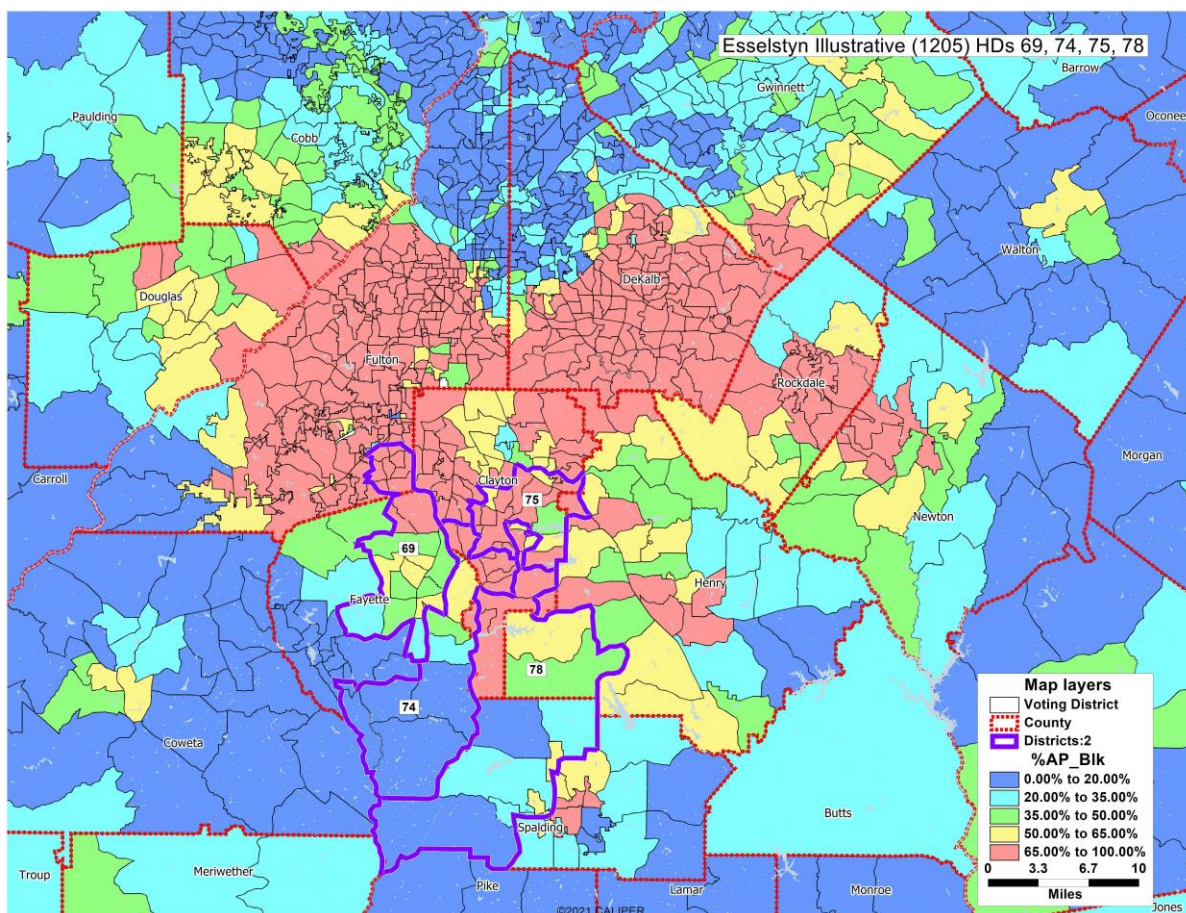 Esselstyn Illustrative (1205) HDs 69, 74, 75, 78
Barrow
Gwinnett
Paulding
Oconee
Cobb
Walton
DeKalb
Douglas
Fulton
Rockdale
Morgan
Carroll
Clayton
75
Newton
69
Henry
Fayette
78
74
Coweta
Butts
Spalding
Troup
Meriwether
Pike
Lamar
Monroe
Jones
©2021 CALIPER
Map layers
Voting District
County
Districts:2
%AP_Blk
0.00% to 20.00%
20.00% to 35.00%
35.00% to 50.00%
50.00% to 65.00%
65.00% to 100.00%
0 3.3 6.7 10
Miles